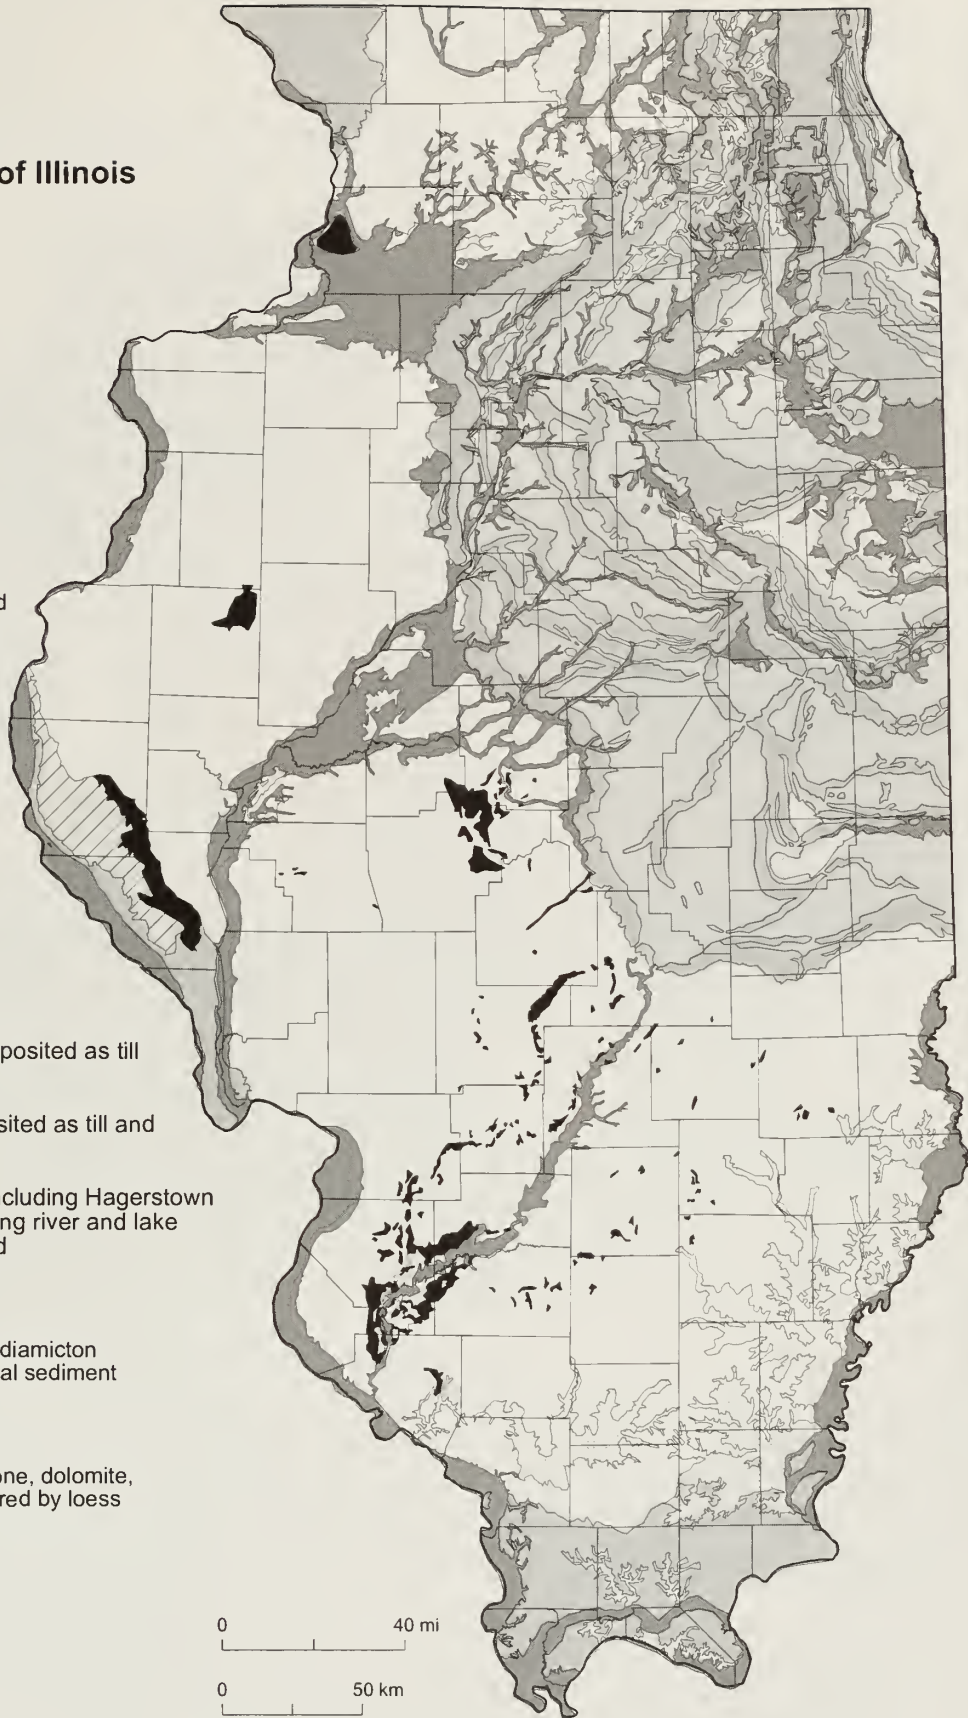 of Illinois
d
posited as till
sited as till and
ncluding Hagerstown
ng river and lake
d
diamicton
al sediment
one, dolomite,
red by loess
0 40 mi
0 50 km